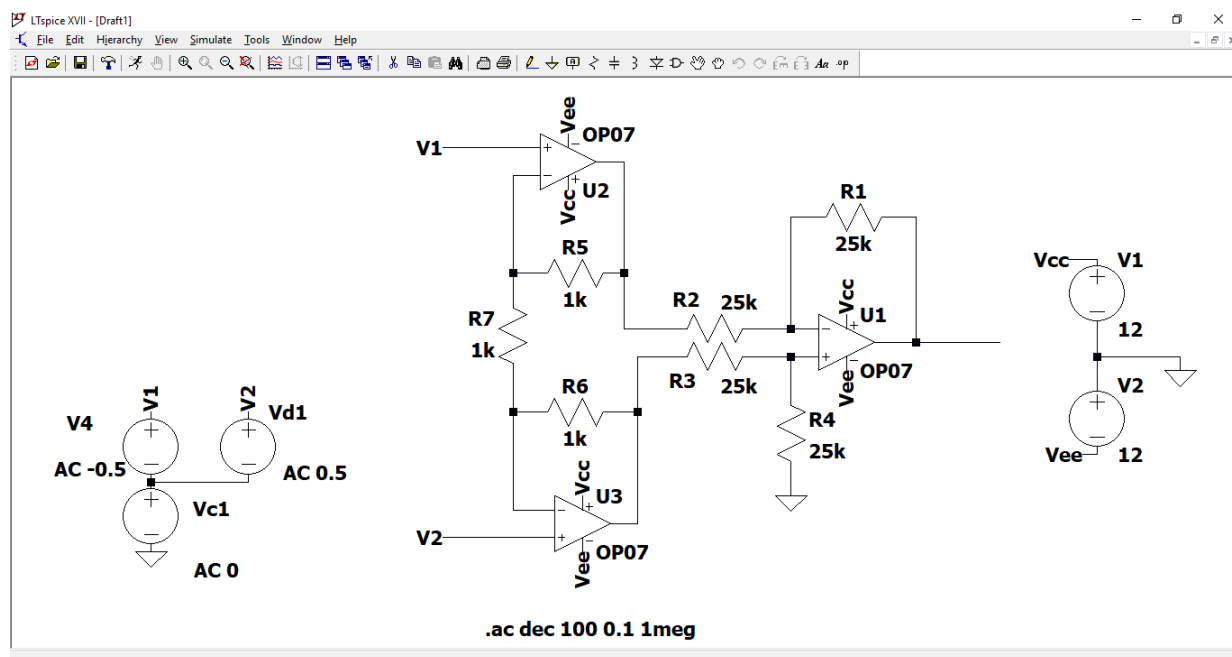 LTspice XVII - [Draft1]
File Edit Hierarchy View Simulate Tools Window Help
Aa .op
V1
Vee
OP07
+
−
−
+
Vcc
U2
R5
1k
R7
1k
R6
1k
V2
−
+
Vcc
+
U3
−
OP07
Vee
R2 25k
R3 25k
R1
25k
Vcc
U1
−
+
+
−
Vee
OP07
R4
25k
Vcc
V1
+
−
12
V2
+
−
Vee
12
V4
V1
+
−
AC -0.5
V2
Vd1
+
−
AC 0.5
Vc1
+
−
AC 0
.ac dec 100 0.1 1meg